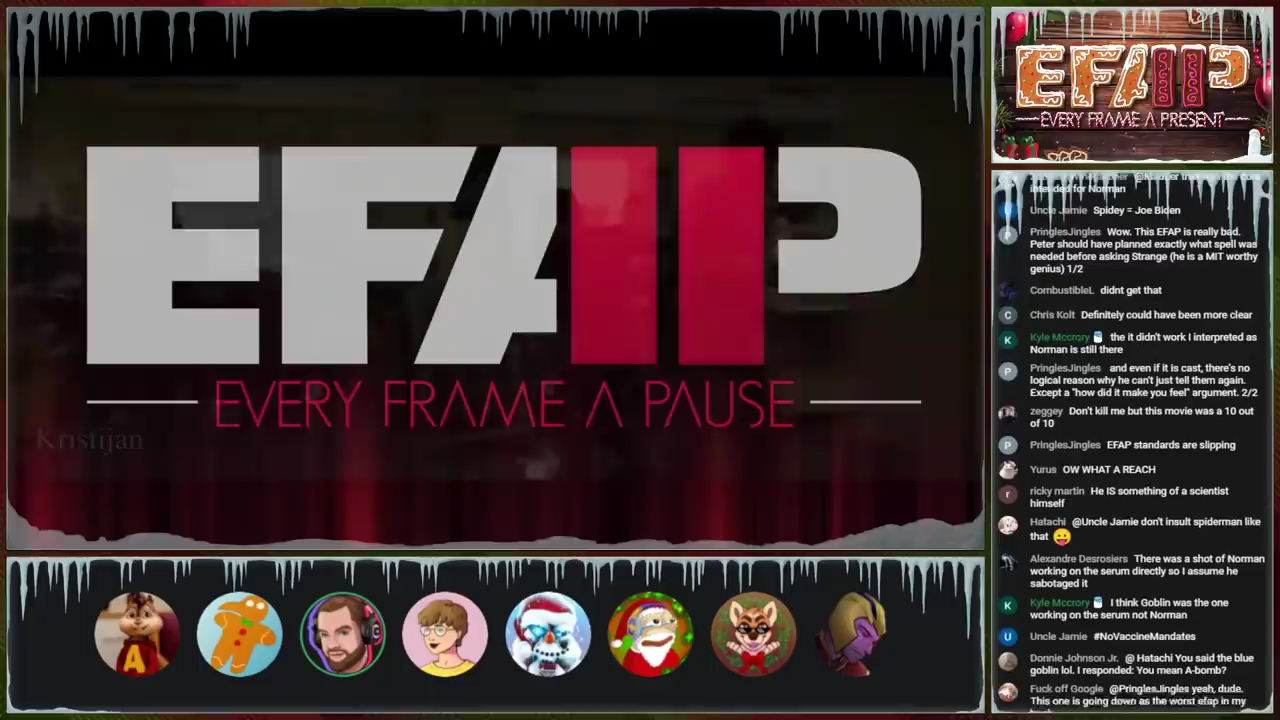 EFAIIP
EVERY FRAME A PAUSE
Kristijan
A
EFAIIP
EVERY FRAME A PRESENT
intended for Norman
Uncle Jamie Spidey = Joe Biden
PringlesJingles Wow. This EFAP is really bad.
Peter should have planned exactly what spell was
needed before asking Strange (he is a MIT worthy
genius) 1/2
CombustibleL didnt get that
Chris Kolt Definitely could have been more clear
Kyle Mccrory the it didn't work I interpreted as
Norman is still there
PringlesJingles and even if it is cast, there's no
logical reason why he can't just tell them again.
Except a "how did it make you feel" argument. 2/2
zeggey Don't kill me but this movie was a 10 out
of 10
PringlesJingles EFAP standards are slipping
Yurus OW WHAT A REACH
ricky martin He IS something of a scientist
himself
Hatachi @Uncle Jamie don't insult spiderman like
that 😛
Alexandre Desrosiers There was a shot of Norman
working on the serum directly so I assume he
sabotaged it
Kyle Mccrory I think Goblin was the one
working on the serum not Norman
Uncle Jamie #NoVaccineMandates
Donnie Johnson Jr. @ Hatachi You said the blue
goblin lol. I responded: You mean A-bomb?
Fuck off Google @PringlesJingles yeah, dude.
This one is going down as the worst efap in my